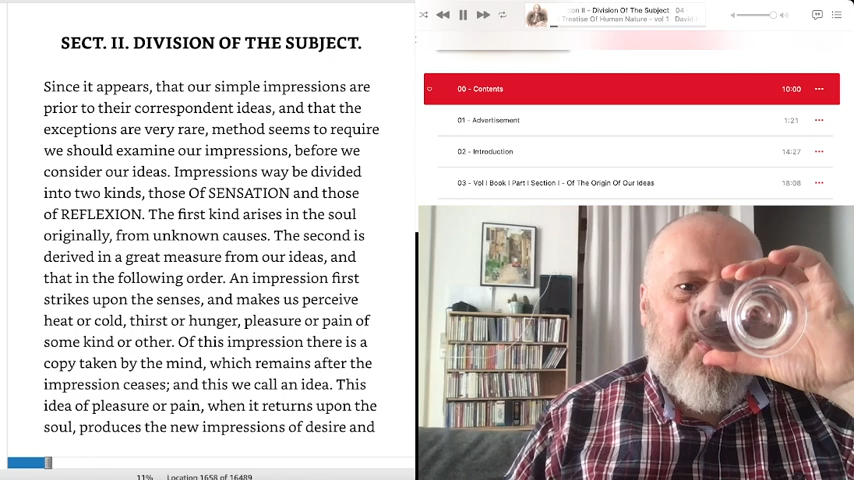 SECT. II. DIVISION OF THE SUBJECT.
Since it appears, that our simple impressions are
prior to their correspondent ideas, and that the
exceptions are very rare, method seems to require
we should examine our impressions, before we
consider our ideas. Impressions way be divided
into two kinds, those Of SENSATION and those
of REFLEXION. The first kind arises in the soul
originally, from unknown causes. The second is
derived in a great measure from our ideas, and
that in the following order. An impression first
strikes upon the senses, and makes us perceive
heat or cold, thirst or hunger, pleasure or pain of
some kind or other. Of this impression there is a
copy taken by the mind, which remains after the
impression ceases; and this we call an idea. This
idea of pleasure or pain, when it returns upon the
soul, produces the new impressions of desire and
11% Location 1658 of 16489
on II - Division Of The Subject 04 -
Treatise Of Human Nature - vol 1 David
00 - Contents 10:00
01 - Advertisement 1:21
02 - Introduction 14:27
03 - Vol I Book I Part I Section I - Of The Origin Of Our Ideas 18:08